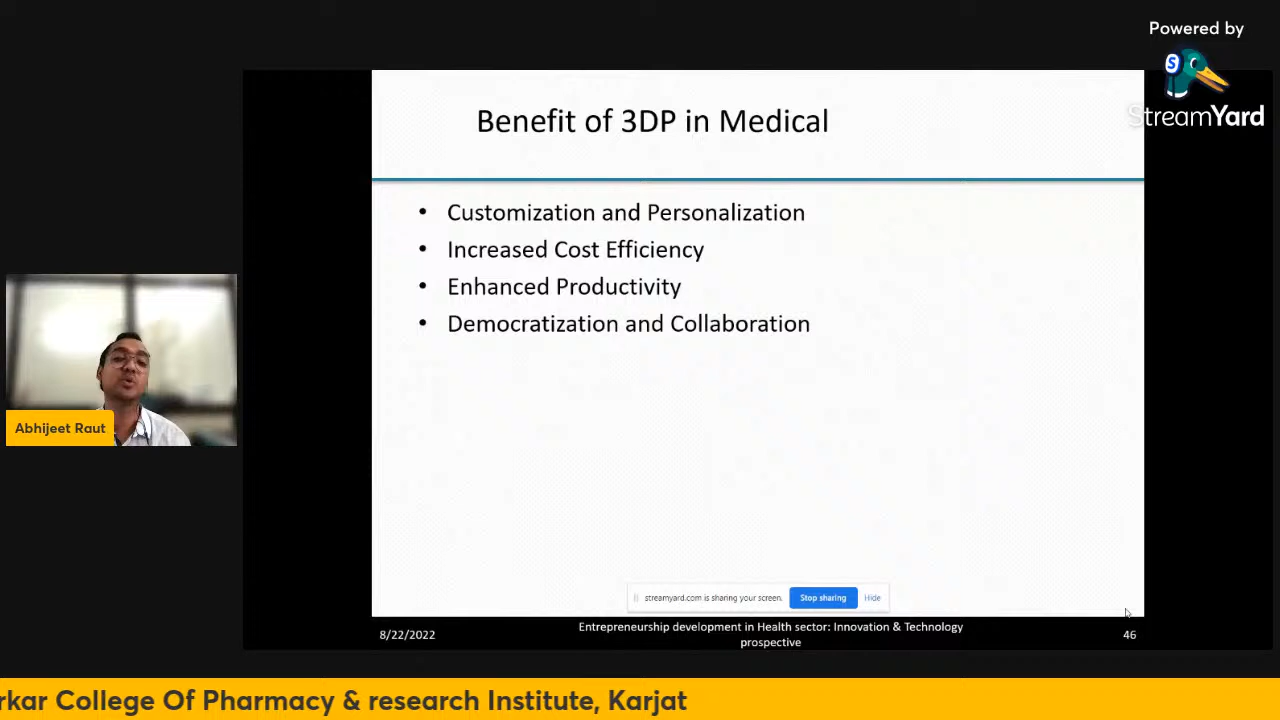 Powered by
StreamYard
Benefit of 3DP in Medical
• Customization and Personalization
• Increased Cost Efficiency
• Enhanced Productivity
• Democratization and Collaboration
Abhijeet Raut
streamyard.com is sharing your screen.
Stop sharing
Hide
8/22/2022
Entrepreneurship development in Health sector: Innovation & Technology
prospective
46
rkar College Of Pharmacy & research Institute, Karjat